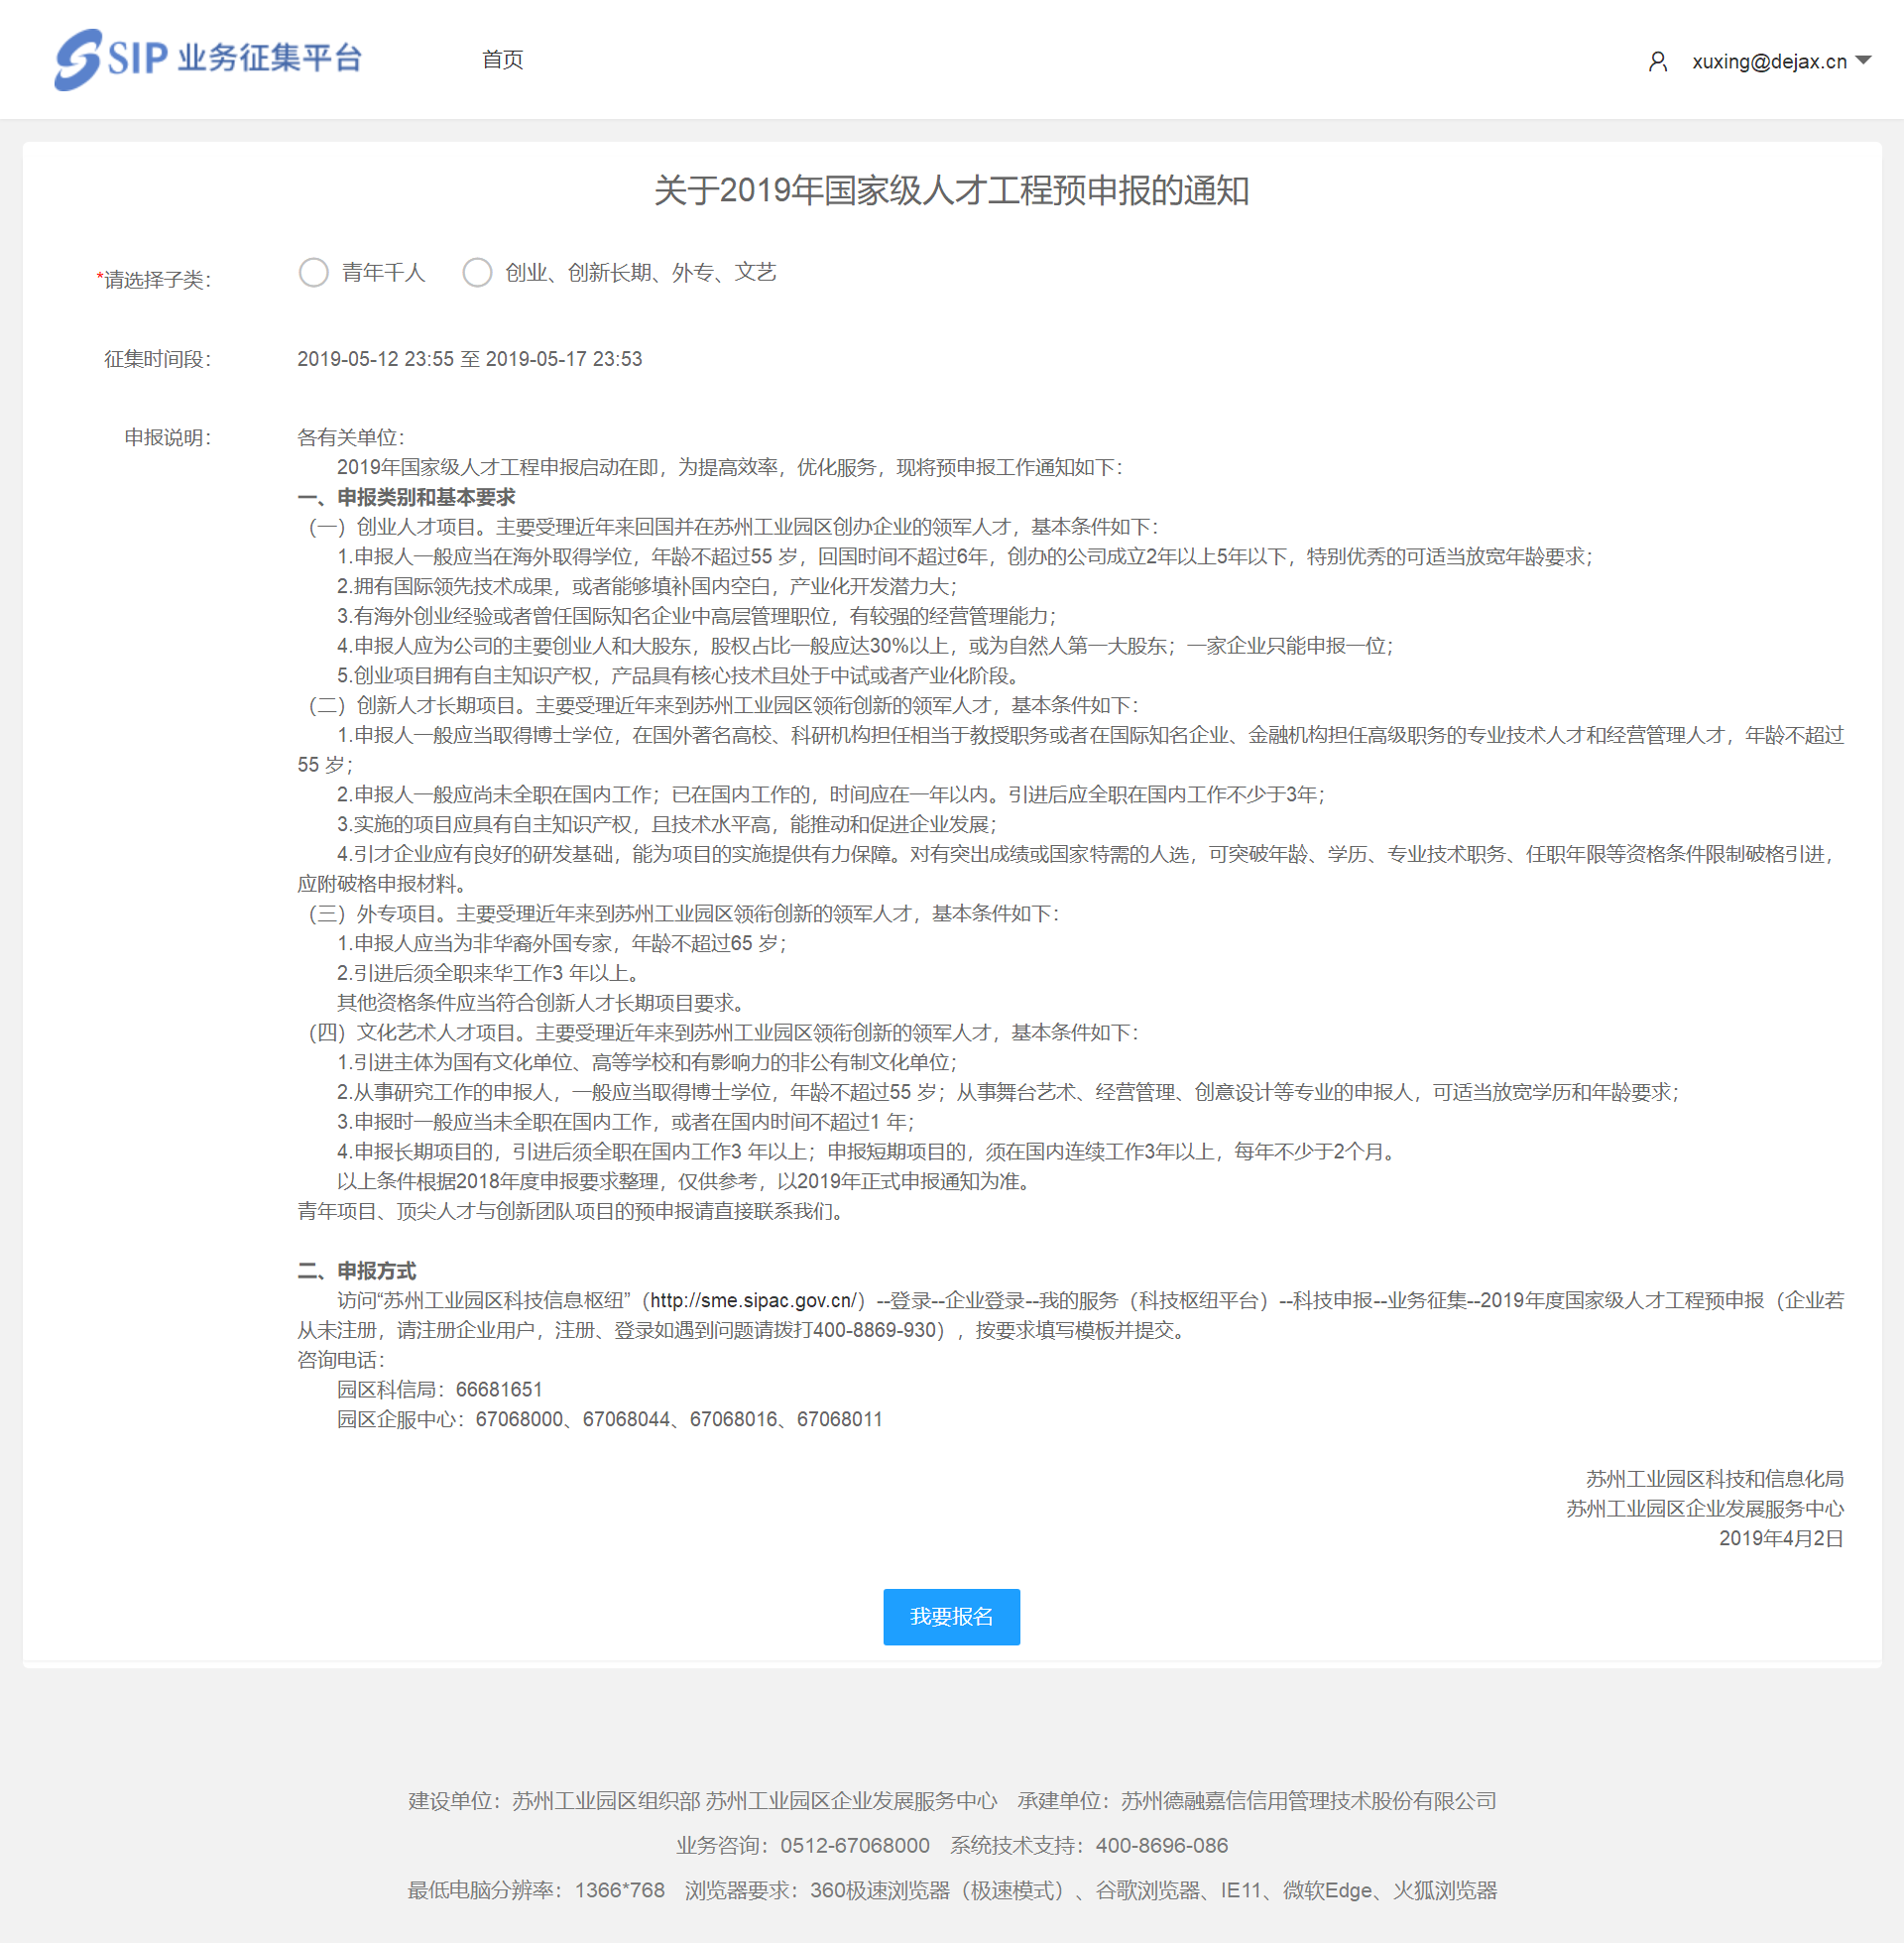 SIP 业务征集平台
首页
xuxing@dejax.cn
关于2019年国家级人才工程预申报的通知
*请选择子类：
青年千人
创业、创新长期、外专、文艺
征集时间段：
2019-05-12 23:55 至 2019-05-17 23:53
申报说明：
各有关单位：
2019年国家级人才工程申报启动在即，为提高效率，优化服务，现将预申报工作通知如下：
一、申报类别和基本要求
（一）创业人才项目。主要受理近年来回国并在苏州工业园区创办企业的领军人才，基本条件如下：
1.申报人一般应当在海外取得学位，年龄不超过55 岁，回国时间不超过6年，创办的公司成立2年以上5年以下，特别优秀的可适当放宽年龄要求；
2.拥有国际领先技术成果，或者能够填补国内空白，产业化开发潜力大；
3.有海外创业经验或者曾任国际知名企业中高层管理职位，有较强的经营管理能力；
4.申报人应为公司的主要创业人和大股东，股权占比一般应达30%以上，或为自然人第一大股东；一家企业只能申报一位；
5.创业项目拥有自主知识产权，产品具有核心技术且处于中试或者产业化阶段。
（二）创新人才长期项目。主要受理近年来到苏州工业园区领衔创新的领军人才，基本条件如下：
1.申报人一般应当取得博士学位，在国外著名高校、科研机构担任相当于教授职务或者在国际知名企业、金融机构担任高级职务的专业技术人才和经营管理人才，年龄不超过
55 岁；
2.申报人一般应尚未全职在国内工作；已在国内工作的，时间应在一年以内。引进后应全职在国内工作不少于3年；
3.实施的项目应具有自主知识产权，且技术水平高，能推动和促进企业发展；
4.引才企业应有良好的研发基础，能为项目的实施提供有力保障。对有突出成绩或国家特需的人选，可突破年龄、学历、专业技术职务、任职年限等资格条件限制破格引进，
应附破格申报材料。
（三）外专项目。主要受理近年来到苏州工业园区领衔创新的领军人才，基本条件如下：
1.申报人应当为非华裔外国专家，年龄不超过65 岁；
2.引进后须全职来华工作3 年以上。
其他资格条件应当符合创新人才长期项目要求。
（四）文化艺术人才项目。主要受理近年来到苏州工业园区领衔创新的领军人才，基本条件如下：
1.引进主体为国有文化单位、高等学校和有影响力的非公有制文化单位；
2.从事研究工作的申报人，一般应当取得博士学位，年龄不超过55 岁；从事舞台艺术、经营管理、创意设计等专业的申报人，可适当放宽学历和年龄要求；
3.申报时一般应当未全职在国内工作，或者在国内时间不超过1 年；
4.申报长期项目的，引进后须全职在国内工作3 年以上；申报短期项目的，须在国内连续工作3年以上，每年不少于2个月。
以上条件根据2018年度申报要求整理，仅供参考，以2019年正式申报通知为准。
青年项目、顶尖人才与创新团队项目的预申报请直接联系我们。
二、申报方式
访问“苏州工业园区科技信息枢纽”（http://sme.sipac.gov.cn/）--登录--企业登录--我的服务（科技枢纽平台）--科技申报--业务征集--2019年度国家级人才工程预申报（企业若
从未注册，请注册企业用户，注册、登录如遇到问题请拨打400-8869-930），按要求填写模板并提交。
咨询电话：
园区科信局：66681651
园区企服中心：67068000、67068044、67068016、67068011
苏州工业园区科技和信息化局
苏州工业园区企业发展服务中心
2019年4月2日
我要报名
建设单位：苏州工业园区组织部 苏州工业园区企业发展服务中心 承建单位：苏州德融嘉信信用管理技术股份有限公司
业务咨询：0512-67068000 系统技术支持：400-8696-086
最低电脑分辨率：1366*768 浏览器要求：360极速浏览器（极速模式）、谷歌浏览器、IE11、微软Edge、火狐浏览器